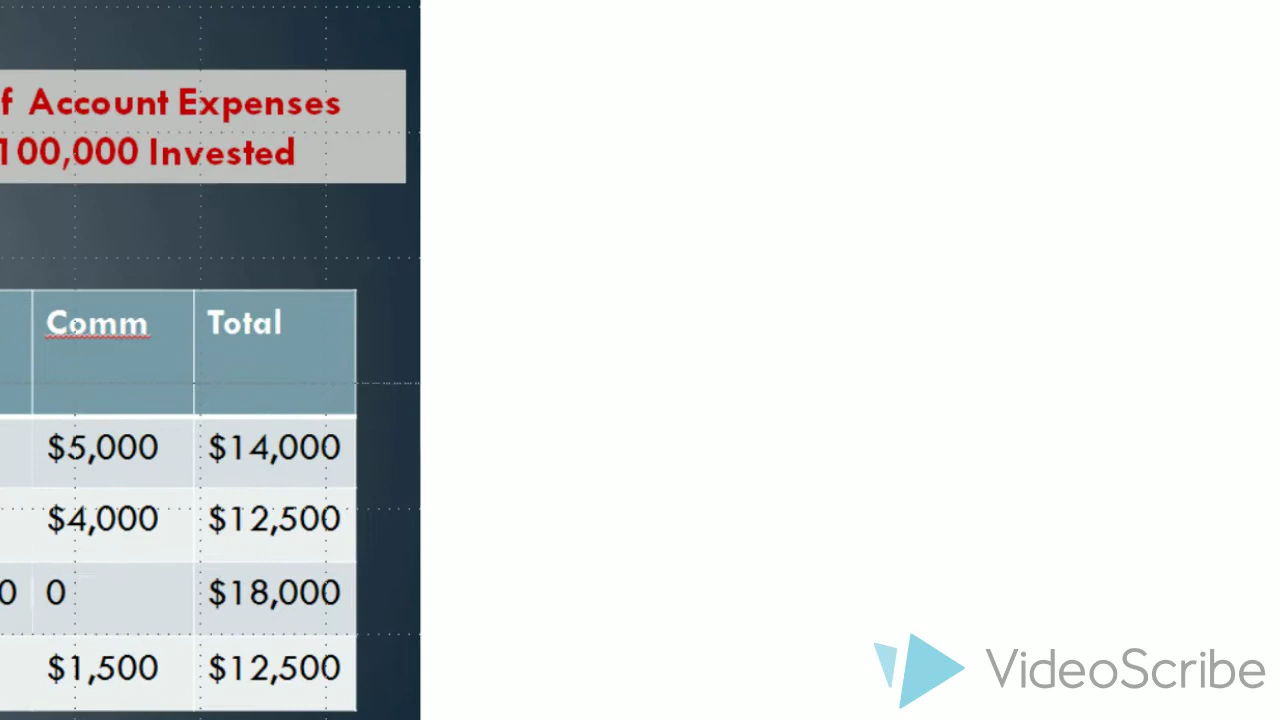 f Account Expenses
100,000 Invested
Comm Total
$5,000 $14,000
$4,000 $12,500
0 0 $18,000
$1,500 $12,500
VideoScribe